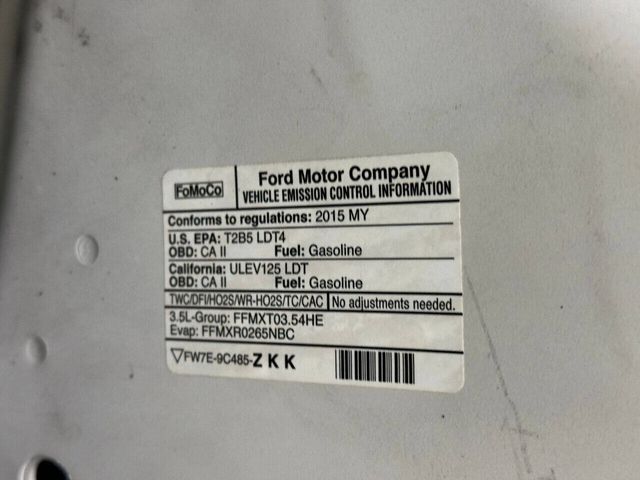 FoMoCo
Ford Motor Company
VEHICLE EMISSION CONTROL INFORMATION
Conforms to regulations: 2015 MY
U.S. EPA: T2B5 LDT4
OBD: CA II Fuel: Gasoline
California: ULEV125 LDT
OBD: CA II Fuel: Gasoline
TWC/DFI/HO2S/WR-HO2S/TC/CAC No adjustments needed.
3.5L-Group: FFMXT03.54HE
Evap: FFMXR0265NBC
FW7E-9C485-ZKK